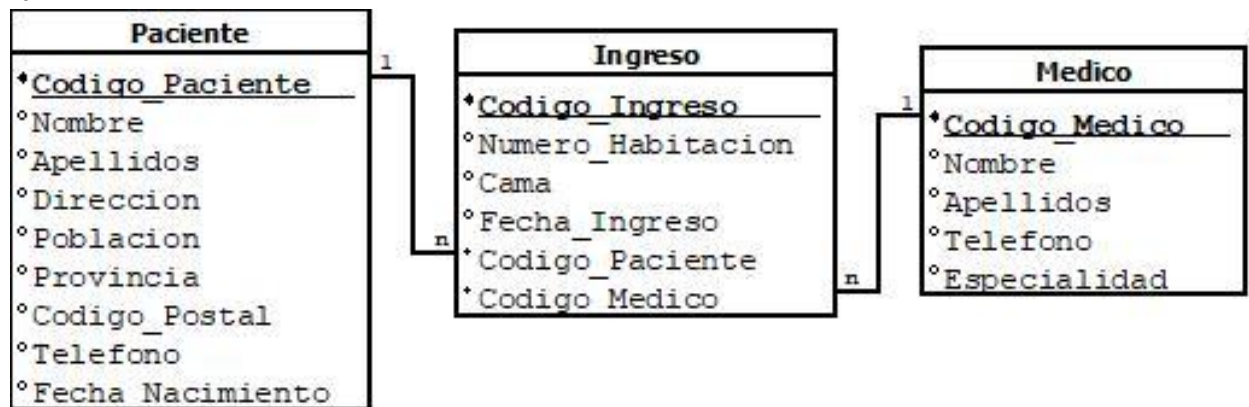 Paciente
Codigo_Paciente
Nombre
Apellidos
Direccion
Poblacion
Provincia
Codigo_Postal
Telefono
Fecha_Nacimiento
1
n
Ingreso
Codigo_Ingreso
Numero_Habitacion
Cama
Fecha_Ingreso
Codigo_Paciente
Codigo_Medico
1
n
Medico
Codigo_Medico
Nombre
Apellidos
Telefono
Especialidad